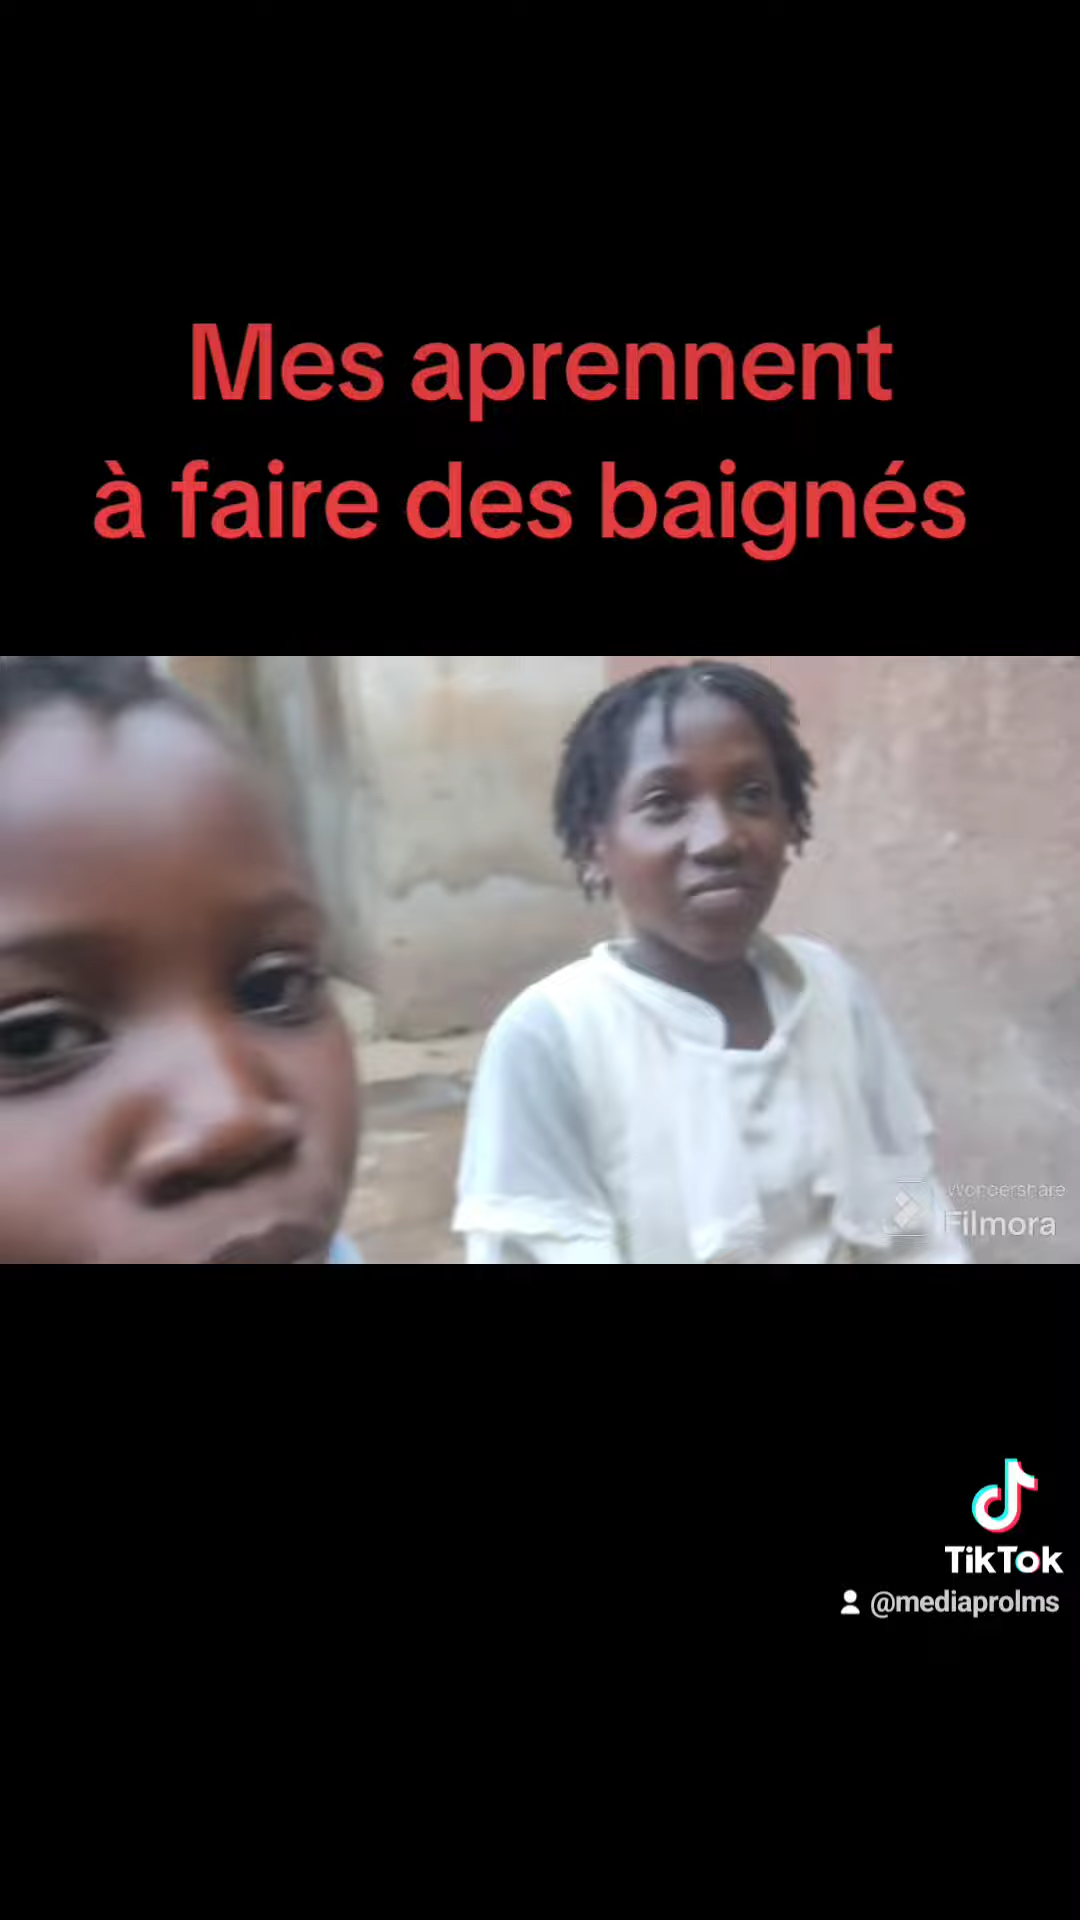 Mes aprennent
à faire des baignés
Wondershare
Filmora
TikTok
@mediaprolms